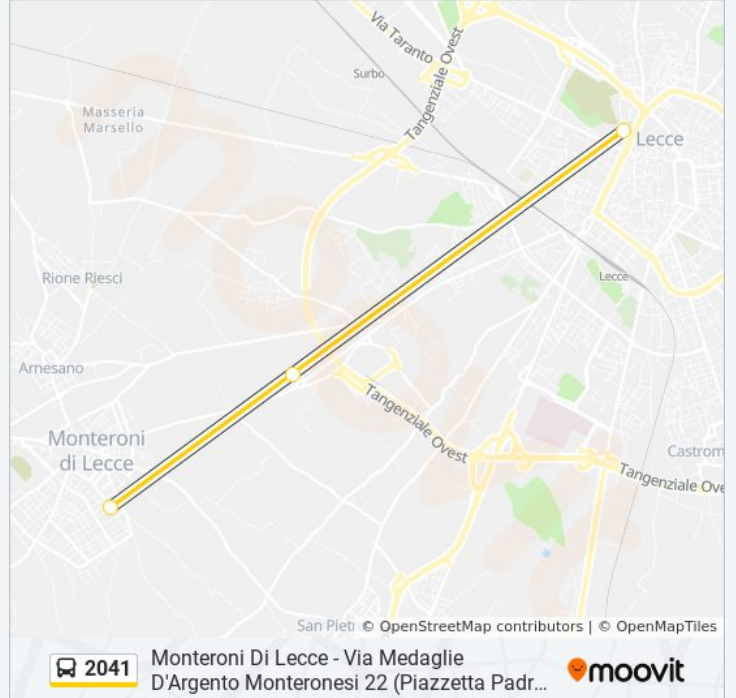 Via Taranto
Tangenziale Ovest
Surbo
Masseria
Marsello
Lecce
Rione Riesci
Lecce
Arnesano
Tangenziale Ovest
Monteroni
di Lecce
Castrom
Tangenziale Ove
San Pieti
© OpenStreetMap contributors | © OpenMapTiles
2041
Monteroni Di Lecce - Via Medaglie
D'Argento Monteronesi 22 (Piazzetta Padr...
moovit